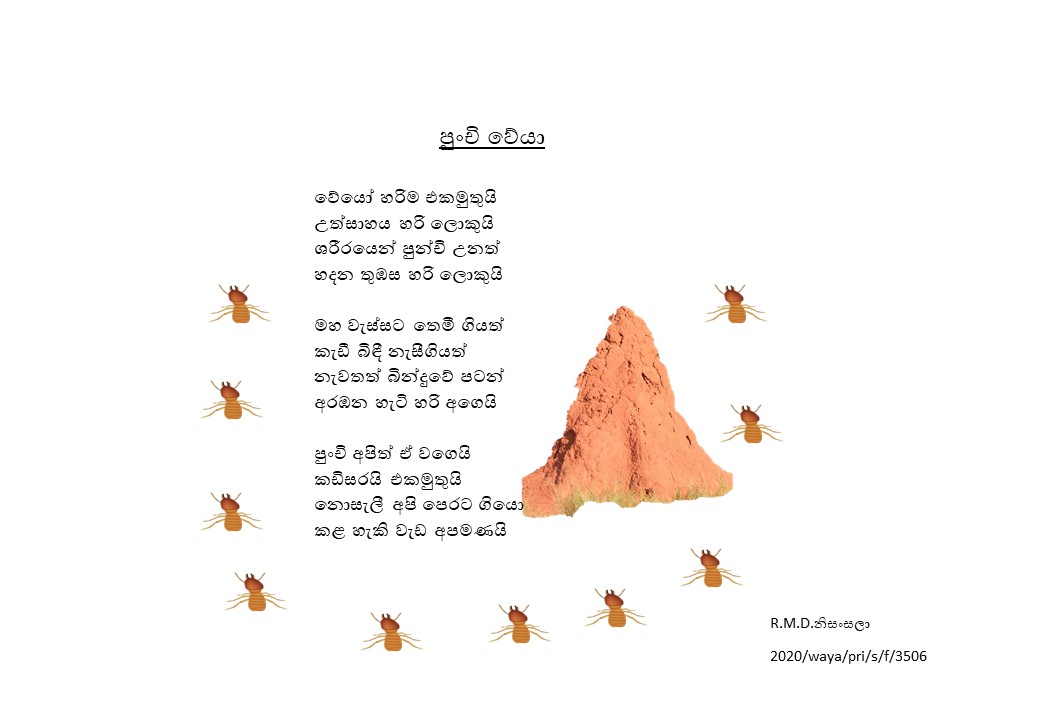 පුංචි වේයා
වේයෝ හරිම එකමුතුයි
උත්සාහය හරි ලොකුයි
ශරීරයෙන් පුන්චි උනත්
හදන තුඹස හරි ලොකුයි
මහ වැස්සට තෙමී ගියත්
කැඩී බිඳී නැසීගියත්
නැවතත් බින්දුවේ පටන්
අරඹන හැටි හරි අගෙයි
පුංචි අපිත් ඒ වගෙයි
කඩිසරයි එකමුතුයි
නොසැලී අපි පෙරට ගියො
කළ හැකි වැඩ අපමණයි
R.M.D.නිසංසලා
2020/waya/pri/s/f/3506